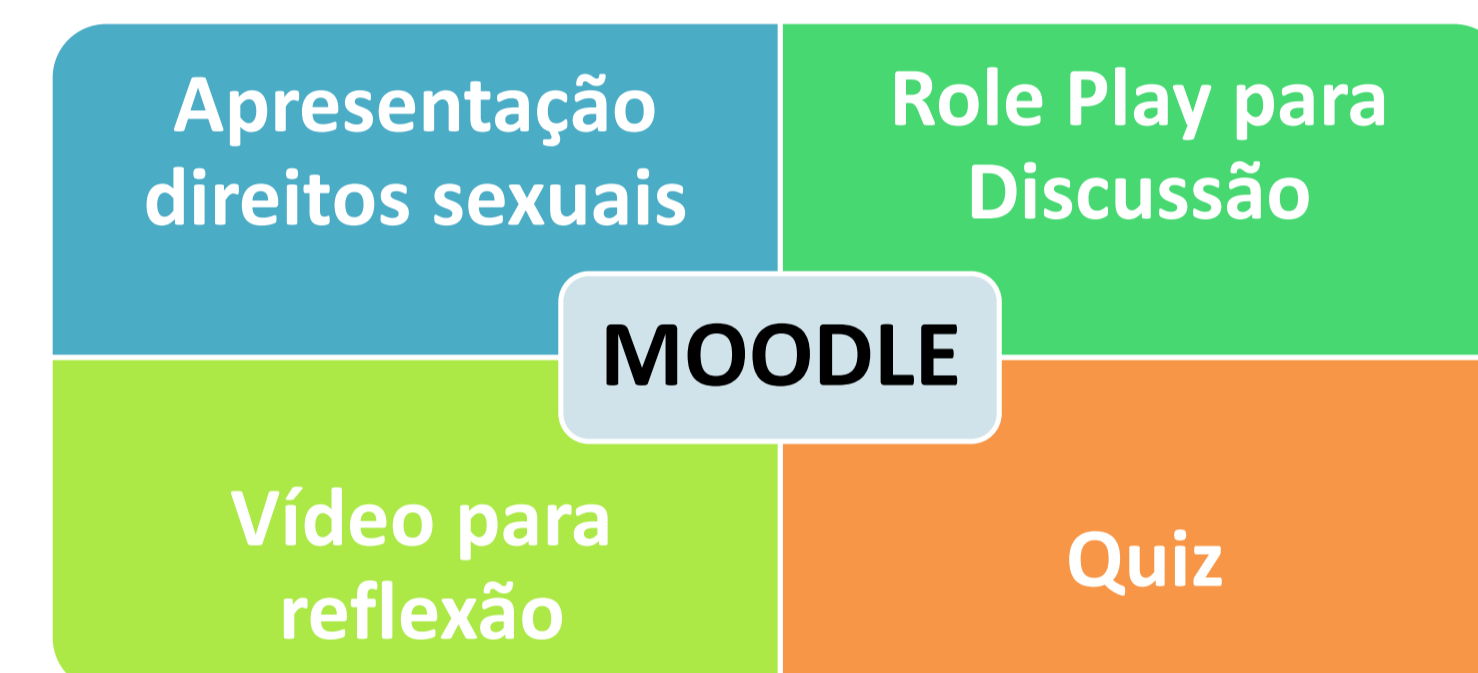 Apresentação
direitos sexuais
Role Play para
Discussão
MOODLE
Vídeo para
reflexão
Quiz